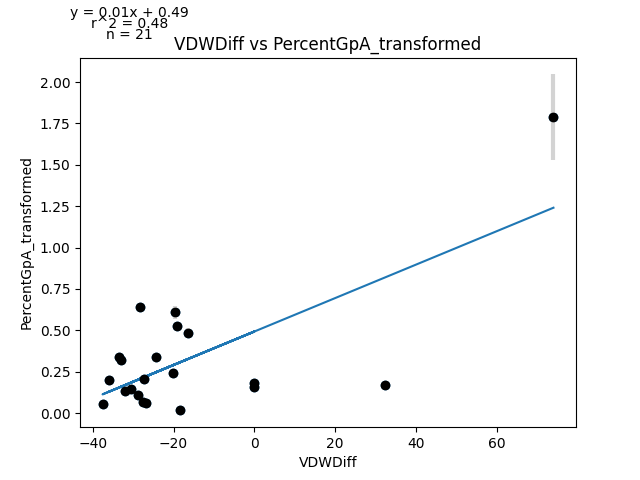 y = 0.01x + 0.49
r^2 = 0.48
n = 21
VDWDiff vs PercentGpA_transformed
PercentGpA_transformed
2.00
1.75
1.50
1.25
1.00
0.75
0.50
0.25
0.00
−40 −20 0 20 40 60
VDWDiff